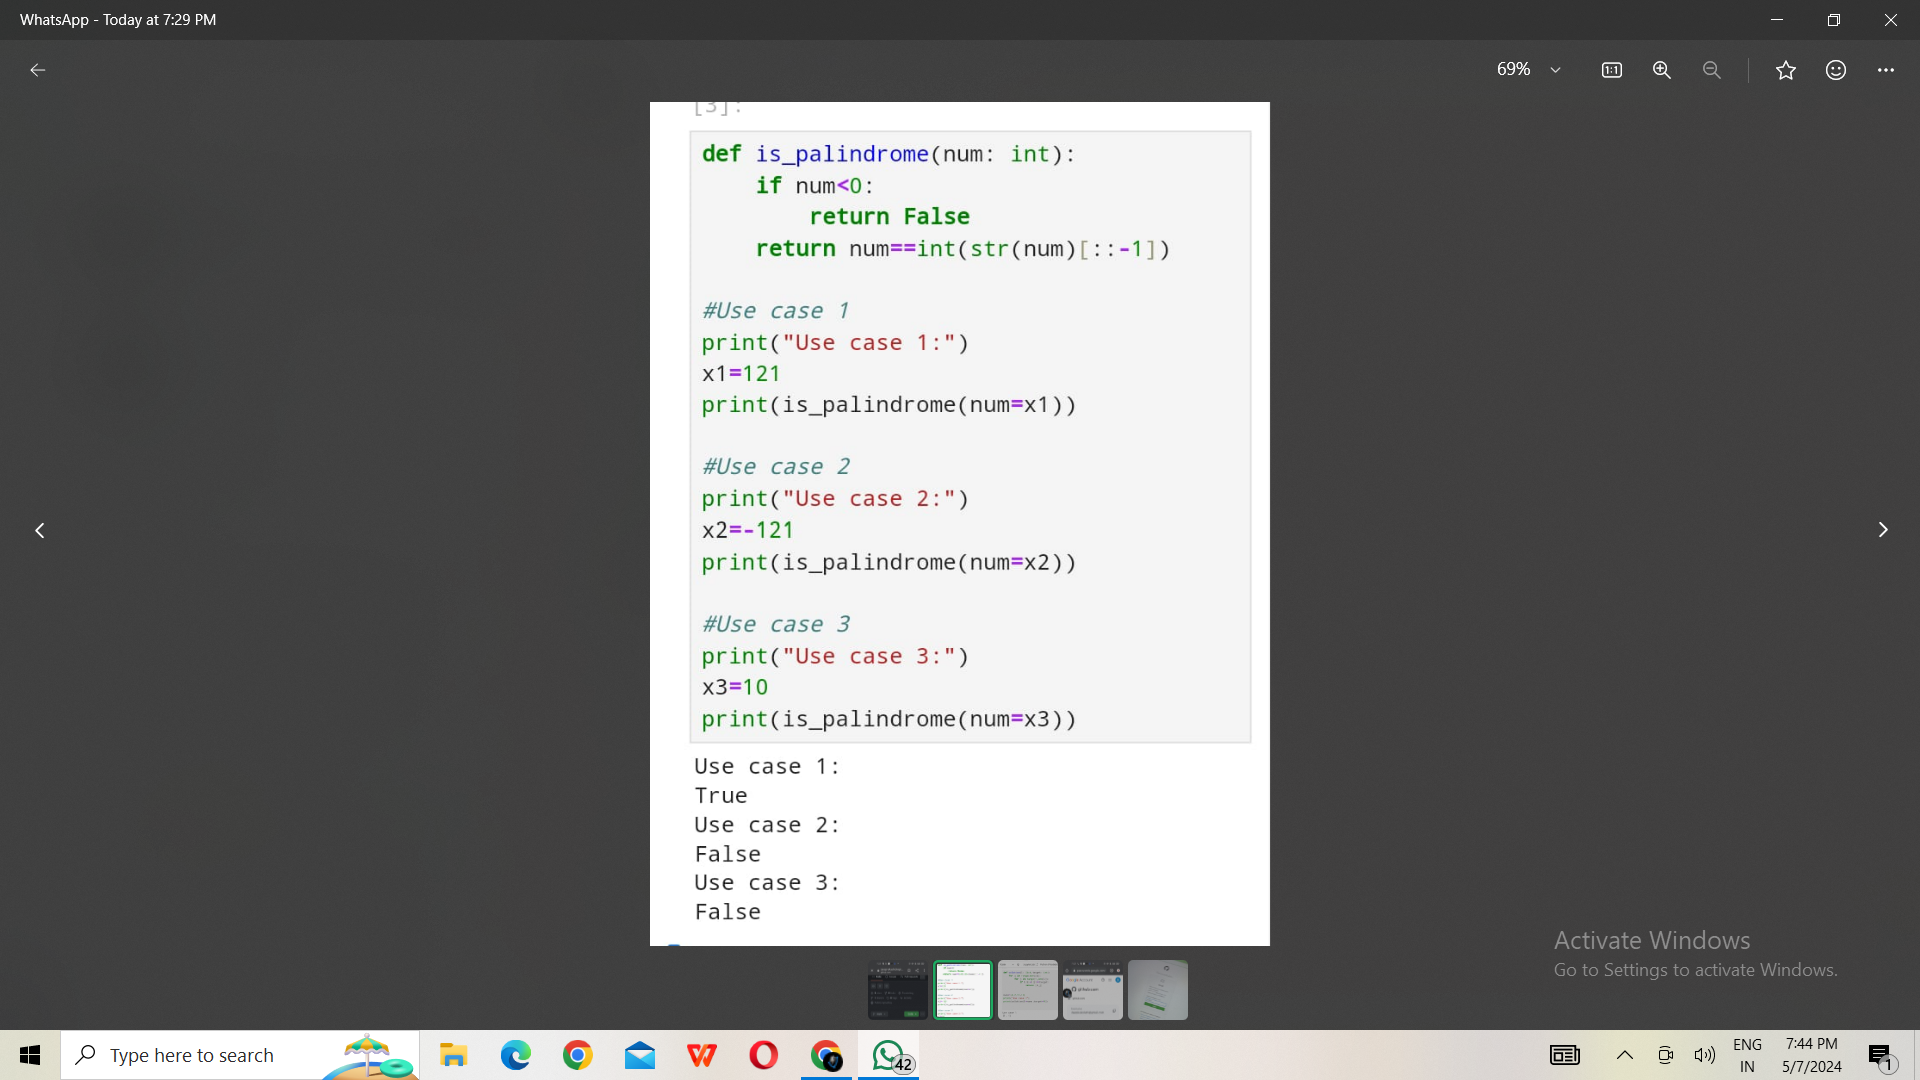 WhatsApp - Today at 7:29 PM
69%
[3]:
def is_palindrome(num: int):
    if num<0:
        return False
    return num==int(str(num)[::-1])

#Use case 1
print("Use case 1:")
x1=121
print(is_palindrome(num=x1))

#Use case 2
print("Use case 2:")
x2=-121
print(is_palindrome(num=x2))

#Use case 3
print("Use case 3:")
x3=10
print(is_palindrome(num=x3))
Use case 1:
True
Use case 2:
False
Use case 3:
False
Activate Windows
Go to Settings to activate Windows.
Type here to search
42
ENG
IN
7:44 PM
5/7/2024
1